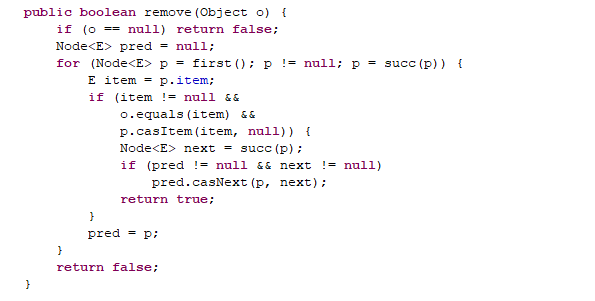 public boolean remove(Object o) {
    if (o == null) return false;
    Node<E> pred = null;
    for (Node<E> p = first(); p != null; p = succ(p)) {
        E item = p.item;
        if (item != null &&
            o.equals(item) &&
            p.casItem(item, null)) {
            Node<E> next = succ(p);
            if (pred != null && next != null)
                pred.casNext(p, next);
            return true;
        }
        pred = p;
    }
    return false;
}